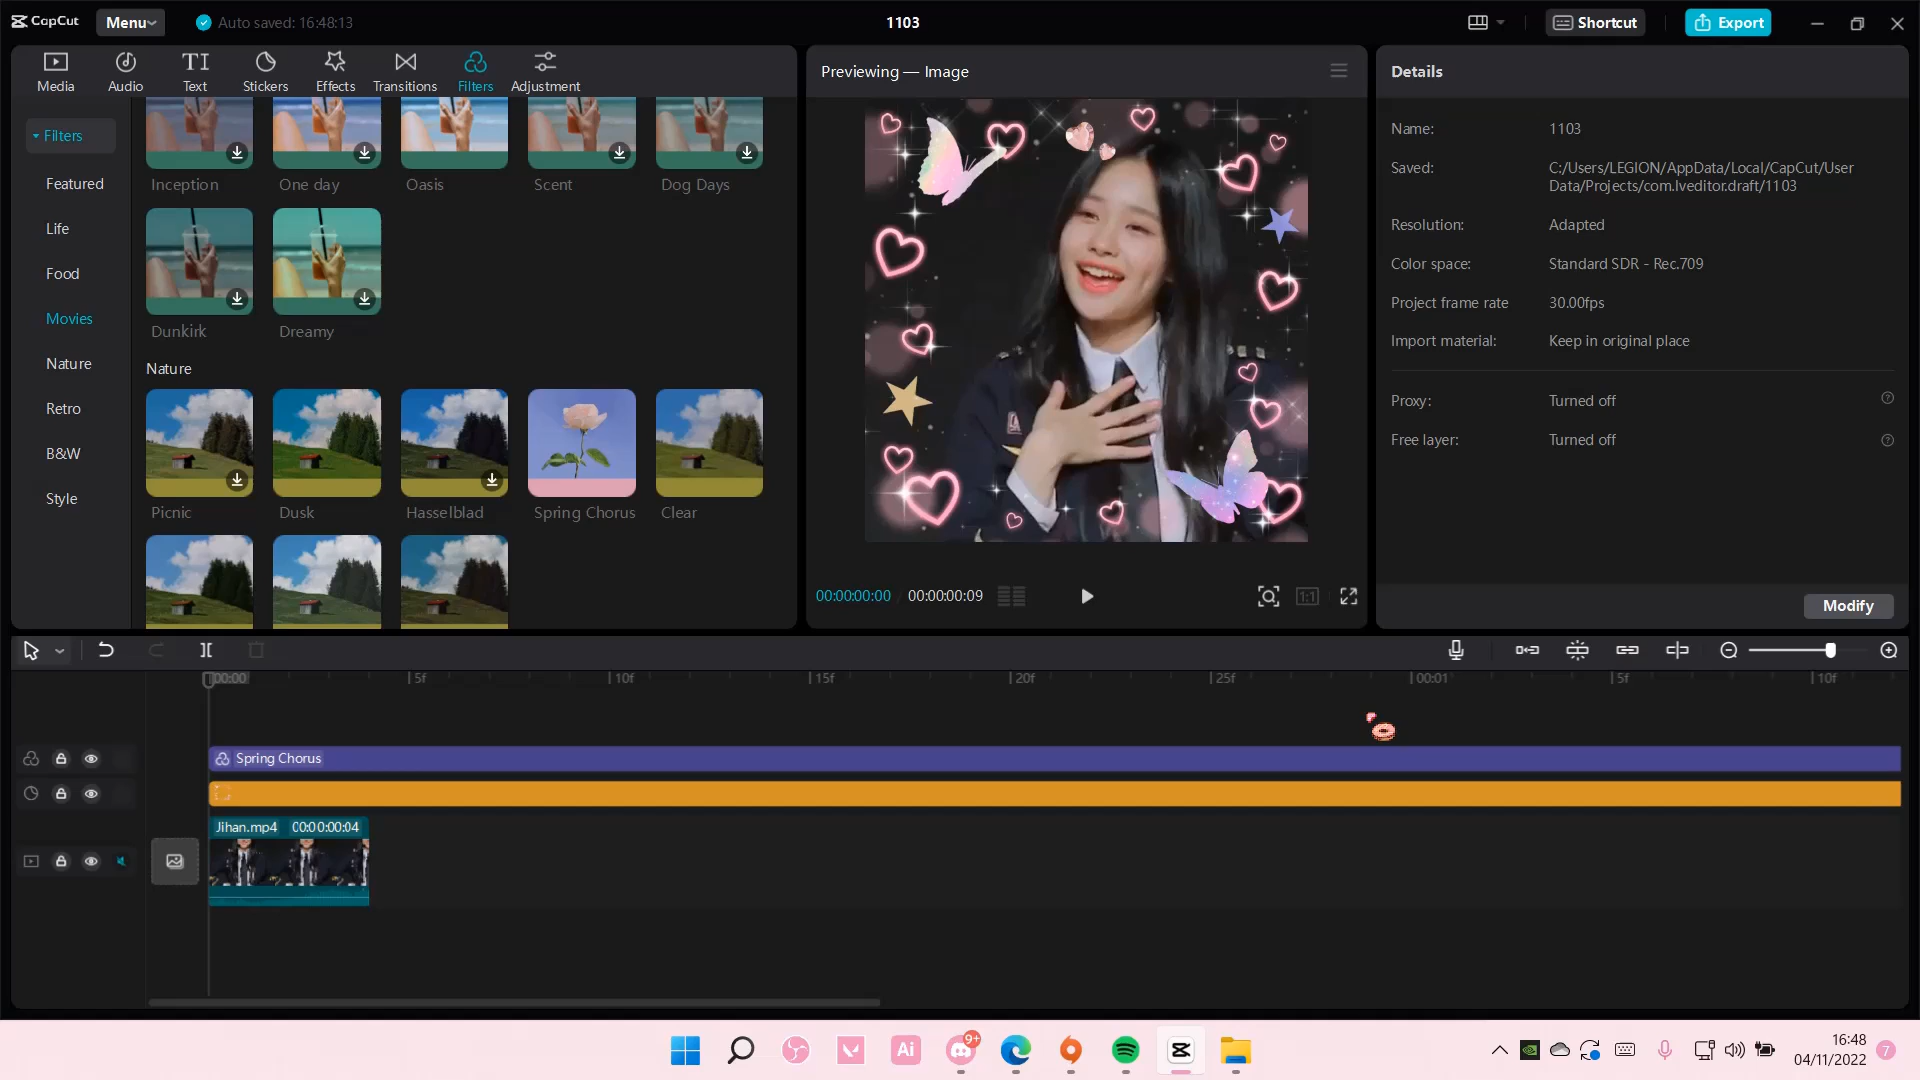 CapCut
Menu
Auto saved: 16:48:13
1103
Shortcut
Export
Media
Audio
Text
Stickers
Effects
Transitions
Filters
Adjustment
Filters
Featured
Life
Food
Movies
Nature
Retro
B&W
Style
Inception
One day
Oasis
Scent
Dog Days
Dunkirk
Dreamy
Nature
Picnic
Dusk
Hasselblad
Spring Chorus
Clear
Previewing — Image
00:00:00:00
00:00:00:09
1:1
Details
Name: 1103
Saved: C:/Users/LEGION/AppData/Local/CapCut/User
Data/Projects/com.lveditor.draft/1103
Resolution: Adapted
Color space: Standard SDR - Rec.709
Project frame rate 30.00fps
Import material: Keep in original place
Proxy: Turned off
Free layer: Turned off
Modify
00:00
5f
10f
15f
20f
25f
00:01
5f
10f
Spring Chorus
Jihan.mp4 00:00:00:04
Ai
9+
16:48
04/11/2022
7